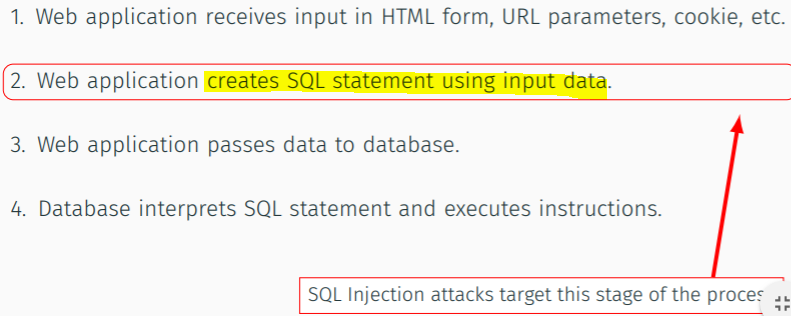 1. Web application receives input in HTML form, URL parameters, cookie, etc.
2. Web application creates SQL statement using input data.
3. Web application passes data to database.
4. Database interprets SQL statement and executes instructions.
SQL Injection attacks target this stage of the proces